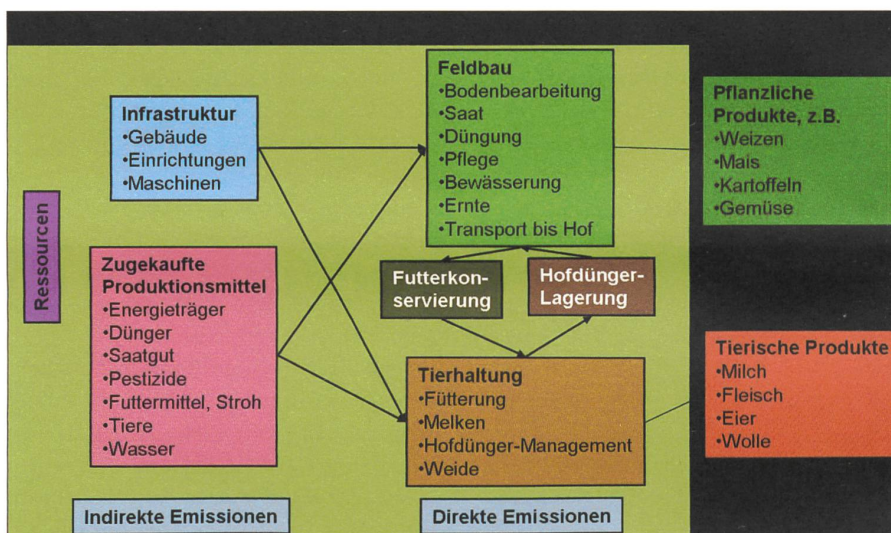 Infrastruktur
•Gebäude
•Einrichtungen
•Maschinen
Ressourcen
Zugekaufte
Produktionsmittel
•Energieträger
•Dünger
•Saatgut
•Pestizide
•Futtermittel, Stroh
•Tiere
•Wasser
Indirekte Emissionen
Feldbau
•Bodenbearbeitung
•Saat
•Düngung
•Pflege
•Bewässerung
•Ernte
•Transport bis Hof
Futterkon-
servierung
Hofdünger-
Lagerung
Tierhaltung
•Fütterung
•Melken
•Hofdünger-Management
•Weide
Direkte Emissionen
Pflanzliche
Produkte, z.B.
•Weizen
•Mais
•Kartoffeln
•Gemüse
Tierische Produkte
•Milch
•Fleisch
•Eier
•Wolle